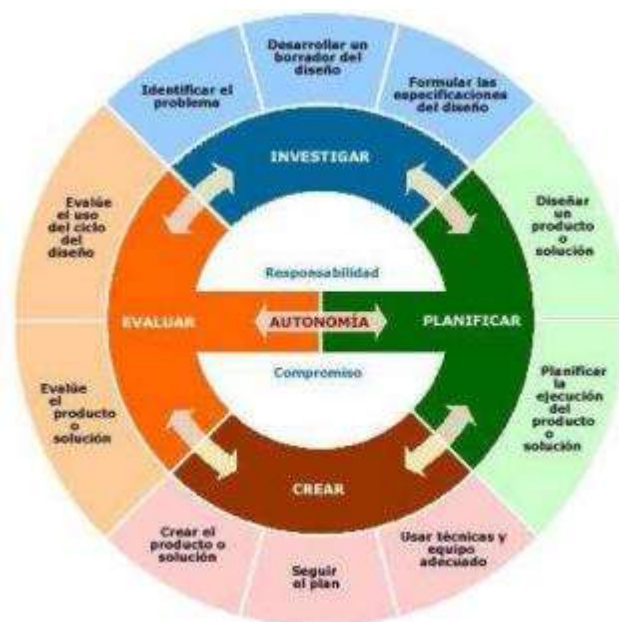 Desarrollar un
borrador del
diseño
Identificar el
problema
Formular las
especificaciones
del diseño
INVESTIGAR
Evalúe
el uso
del ciclo
del
diseño
Diseñar
un
producto
o
solución
Responsabilidad
EVALUAR
AUTONOMÍA
PLANIFICAR
Compromiso
Evalúe
el
producto
o
solución
Planificar
la
ejecución
del
producto
o
solución
CREAR
Crear el
producto o
solución
Seguir
el plan
Usar técnicas y
equipo
adecuado